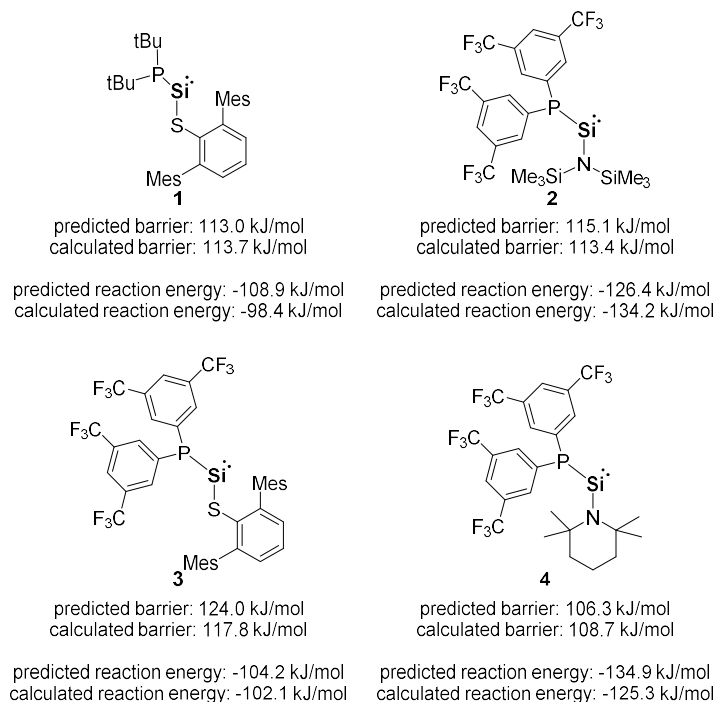 tBu
tBu
P
Si:
S
Mes
Mes
1
predicted barrier: 113.0 kJ/mol
calculated barrier: 113.7 kJ/mol
predicted reaction energy: -108.9 kJ/mol
calculated reaction energy: -98.4 kJ/mol
CF3
F3C
F3C
P
Si:
F3C
N
Me3Si
SiMe3
2
predicted barrier: 115.1 kJ/mol
calculated barrier: 113.4 kJ/mol
predicted reaction energy: -126.4 kJ/mol
calculated reaction energy: -134.2 kJ/mol
CF3
F3C
F3C
P
Si:
S
Mes
F3C
Mes
3
predicted barrier: 124.0 kJ/mol
calculated barrier: 117.8 kJ/mol
predicted reaction energy: -104.2 kJ/mol
calculated reaction energy: -102.1 kJ/mol
CF3
F3C
F3C
P
Si:
N
F3C
4
predicted barrier: 106.3 kJ/mol
calculated barrier: 108.7 kJ/mol
predicted reaction energy: -134.9 kJ/mol
calculated reaction energy: -125.3 kJ/mol